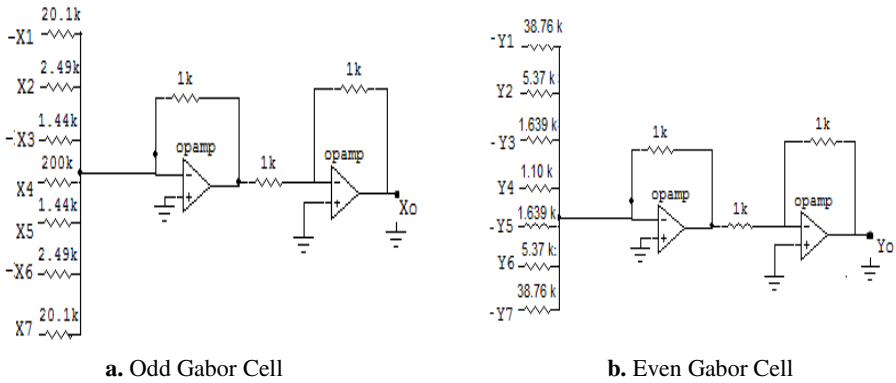 20.1k
-X1
2.49k
X2
1.44k
-X3
200k
X4
1.44k
X5
2.49k
-X6
20.1k
X7
1k
opamp
1k
1k
opamp
Xo
a. Odd Gabor Cell
38.76 k
-Y1
5.37 k
Y2
1.639 k
-Y3
1.10 k
Y4
1.639 k
-Y5
5.37 k:
Y6
38.76 k
-Y7
1k
opamp
1k
1k
opamp
Yo
b. Even Gabor Cell